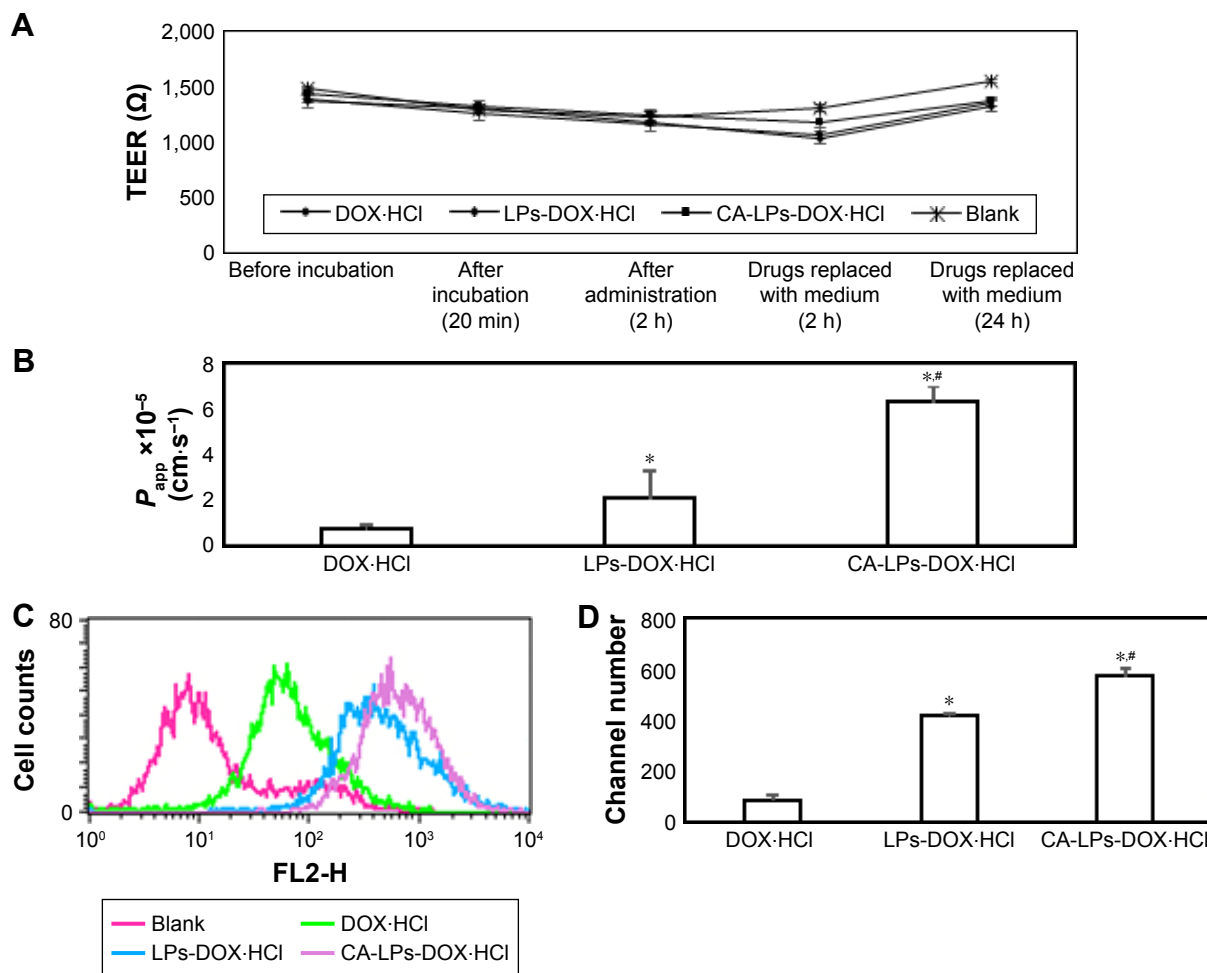 A
TEER (Ω)
2,000
1,500
1,000
500
0
DOX·HCl
LPs-DOX·HCl
CA-LPs-DOX·HCl
Blank
Before incubation
After
incubation
(20 min)
After
administration
(2 h)
Drugs replaced
with medium
(2 h)
Drugs replaced
with medium
(24 h)
B
P_app ×10⁻⁵
(cm·s⁻¹)
8
6
4
2
0
*
*,#
DOX·HCl
LPs-DOX·HCl
CA-LPs-DOX·HCl
C
Cell counts
80
0
10⁰
10¹
10²
10³
10⁴
FL2-H
Blank
DOX·HCl
LPs-DOX·HCl
CA-LPs-DOX·HCl
D
Channel number
800
600
400
200
0
*
*,#
DOX·HCl
LPs-DOX·HCl
CA-LPs-DOX·HCl